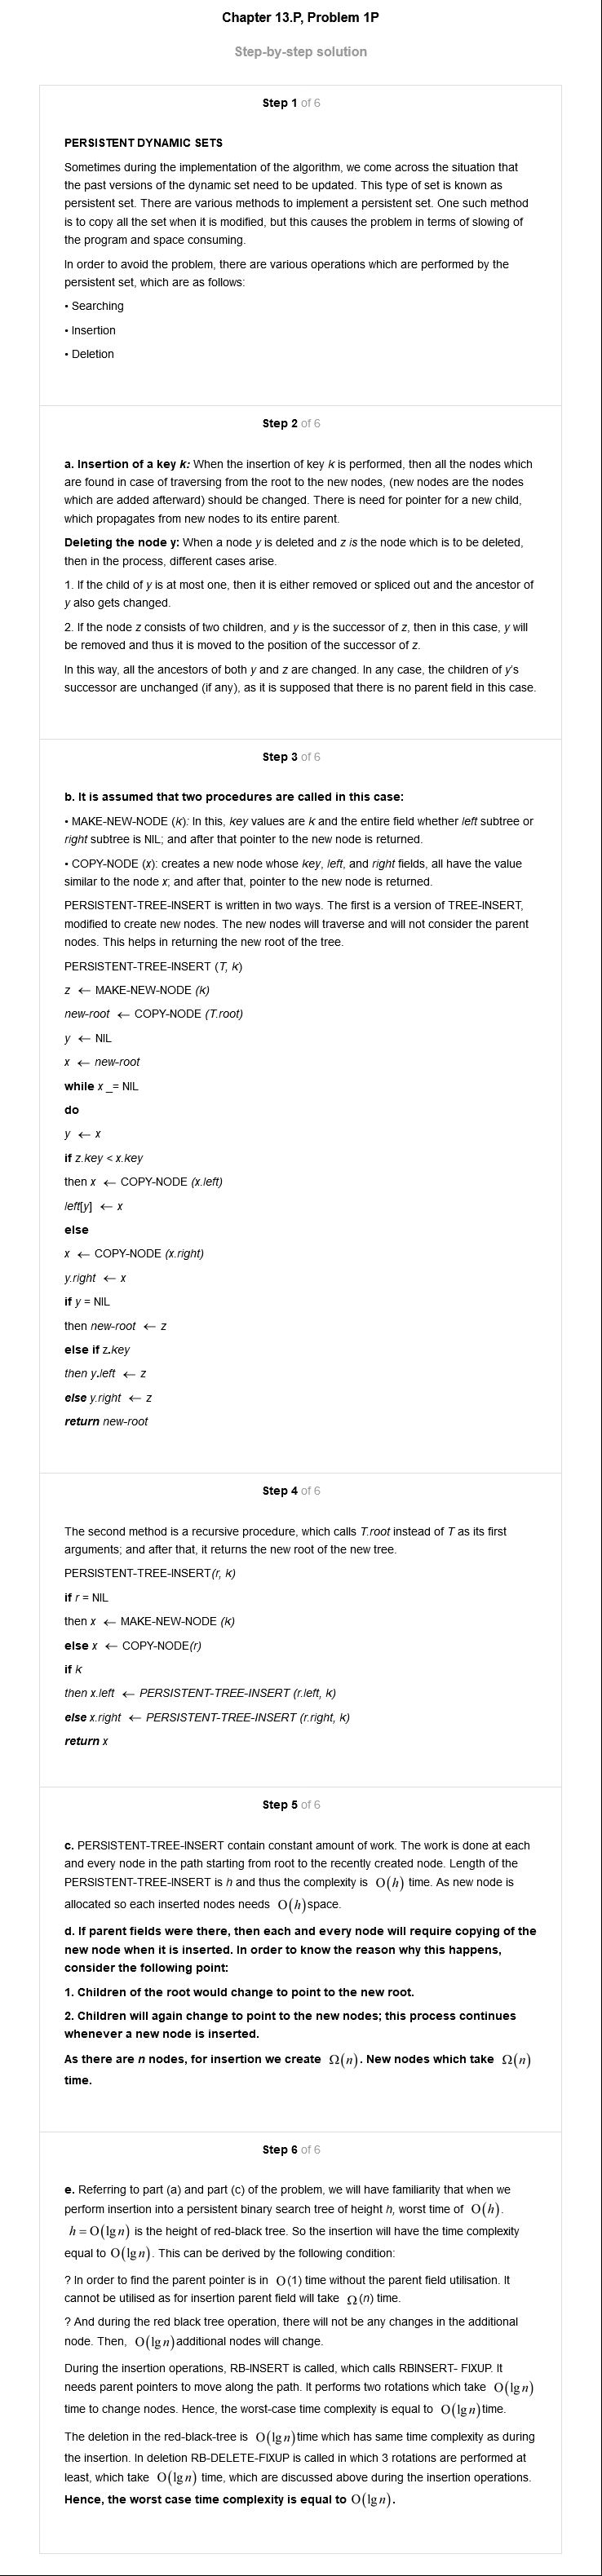 Chapter 13.P, Problem 1P
Step-by-step solution
Step 1 of 6
PERSISTENT DYNAMIC SETS
Sometimes during the implementation of the algorithm, we come across the situation that
the past versions of the dynamic set need to be updated. This type of set is known as
persistent set. There are various methods to implement a persistent set. One such method
is to copy all the set when it is modified, but this causes the problem in terms of slowing of
the program and space consuming.
In order to avoid the problem, there are various operations which are performed by the
persistent set, which are as follows:
• Searching
• Insertion
• Deletion
Step 2 of 6
a. Insertion of a key k: When the insertion of key k is performed, then all the nodes which
are found in case of traversing from the root to the new nodes, (new nodes are the nodes
which are added afterward) should be changed. There is need for pointer for a new child,
which propagates from new nodes to its entire parent.
Deleting the node y: When a node y is deleted and z is the node which is to be deleted,
then in the process, different cases arise.
1. If the child of y is at most one, then it is either removed or spliced out and the ancestor of
y also gets changed.
2. If the node z consists of two children, and y is the successor of z, then in this case, y will
be removed and thus it is moved to the position of the successor of z.
In this way, all the ancestors of both y and z are changed. In any case, the children of y's
successor are unchanged (if any), as it is supposed that there is no parent field in this case.
Step 3 of 6
b. It is assumed that two procedures are called in this case:
• MAKE-NEW-NODE (k): In this, key values are k and the entire field whether left subtree or
right subtree is NIL; and after that pointer to the new node is returned.
• COPY-NODE (x): creates a new node whose key, left, and right fields, all have the value
similar to the node x; and after that, pointer to the new node is returned.
PERSISTENT-TREE-INSERT is written in two ways. The first is a version of TREE-INSERT,
modified to create new nodes. The new nodes will traverse and will not consider the parent
nodes. This helps in returning the new root of the tree.
PERSISTENT-TREE-INSERT (T, k)
z ← MAKE-NEW-NODE (k)
new-root ← COPY-NODE (T.root)
y ← NIL
x ← new-root
while x _= NIL
do
y ← x
if z.key < x.key
then x ← COPY-NODE (x.left)
left[y] ← x
else
x ← COPY-NODE (x.right)
y.right ← x
if y = NIL
then new-root ← z
else if z.key
then y.left ← z
else y.right ← z
return new-root
Step 4 of 6
The second method is a recursive procedure, which calls T.root instead of T as its first
arguments; and after that, it returns the new root of the new tree.
PERSISTENT-TREE-INSERT(r, k)
if r = NIL
then x ← MAKE-NEW-NODE (k)
else x ← COPY-NODE(r)
if k
then x.left ← PERSISTENT-TREE-INSERT (r.left, k)
else x.right ← PERSISTENT-TREE-INSERT (r.right, k)
return x
Step 5 of 6
c. PERSISTENT-TREE-INSERT contain constant amount of work. The work is done at each
and every node in the path starting from root to the recently created node. Length of the
PERSISTENT-TREE-INSERT is h and thus the complexity is O(h) time. As new node is
allocated so each inserted nodes needs O(h)space.
d. If parent fields were there, then each and every node will require copying of the
new node when it is inserted. In order to know the reason why this happens,
consider the following point:
1. Children of the root would change to point to the new root.
2. Children will again change to point to the new nodes; this process continues
whenever a new node is inserted.
As there are n nodes, for insertion we create Ω(n). New nodes which take Ω(n)
time.
Step 6 of 6
e. Referring to part (a) and part (c) of the problem, we will have familiarity that when we
perform insertion into a persistent binary search tree of height h, worst time of O(h).
h = O(lg n) is the height of red-black tree. So the insertion will have the time complexity
equal to O(lg n). This can be derived by the following condition:
? In order to find the parent pointer is in O(1) time without the parent field utilisation. It
cannot be utilised as for insertion parent field will take Ω(n) time.
? And during the red black tree operation, there will not be any changes in the additional
node. Then, O(lg n)additional nodes will change.
During the insertion operations, RB-INSERT is called, which calls RBINSERT- FIXUP. It
needs parent pointers to move along the path. It performs two rotations which take O(lg n)
time to change nodes. Hence, the worst-case time complexity is equal to O(lg n)time.
The deletion in the red-black-tree is O(lg n)time which has same time complexity as during
the insertion. In deletion RB-DELETE-FIXUP is called in which 3 rotations are performed at
least, which take O(lg n) time, which are discussed above during the insertion operations.
Hence, the worst case time complexity is equal to O(lg n).